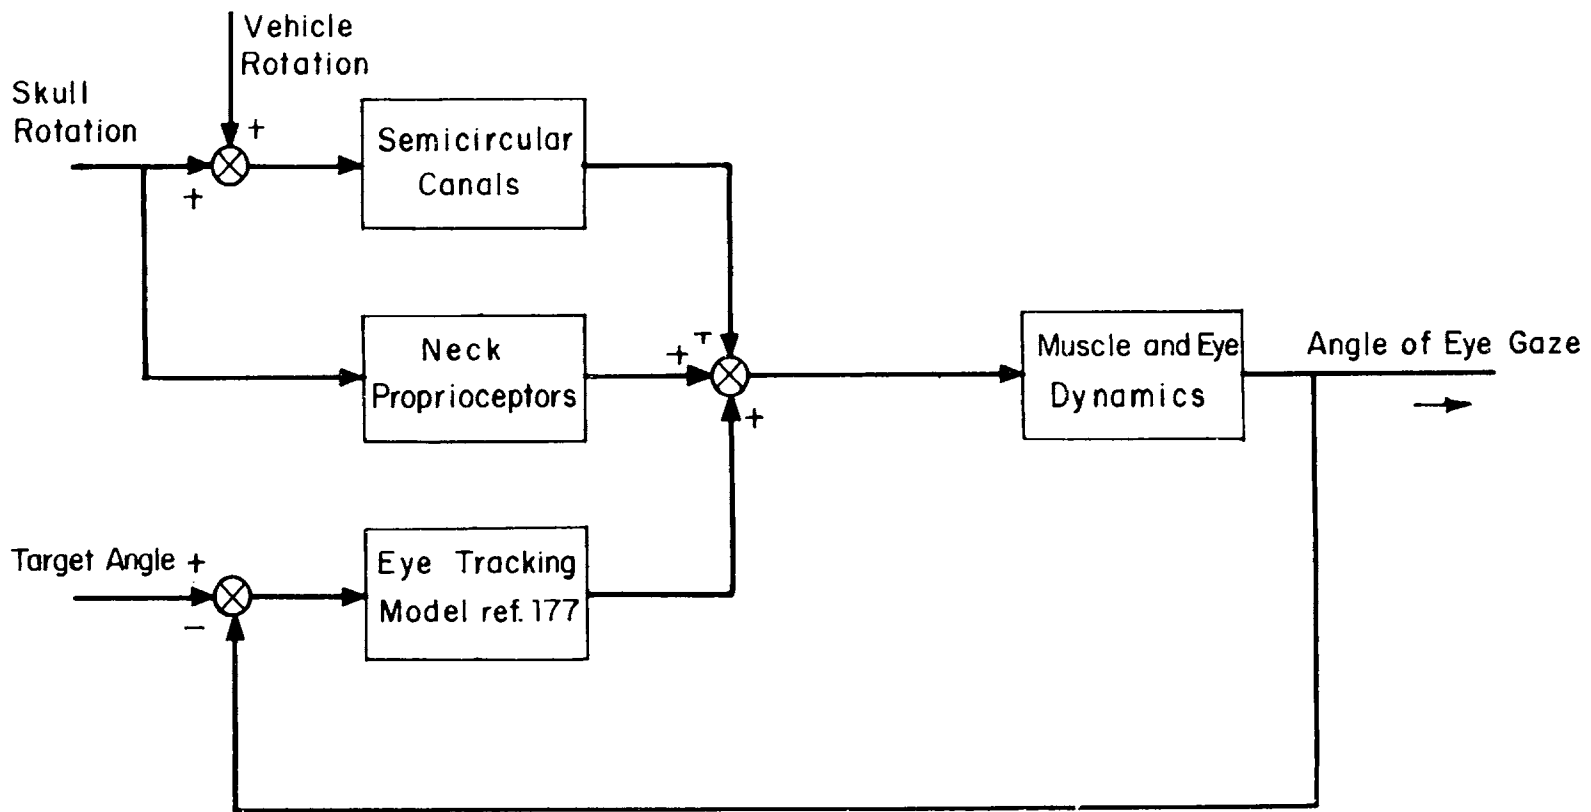 Vehicle
Rotation
Skull
Rotation
+
+
Semicircular
Canals
Neck
Proprioceptors
+
+
+
Muscle and Eye
Dynamics
Angle of Eye Gaze
Target Angle +
−
Eye Tracking
Model ref. 177